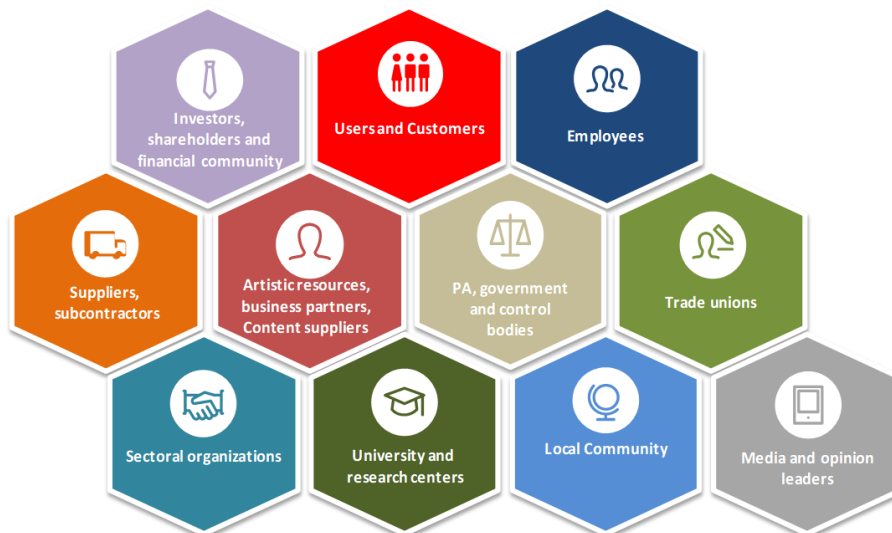 Investors,
shareholders and
financial community
Users and Customers
Employees
Suppliers,
subcontractors
Artistic resources,
business partners,
Content suppliers
PA, government
and control
bodies
Trade unions
Sectoral organizations
University and
research centers
Local Community
Media and opinion
leaders